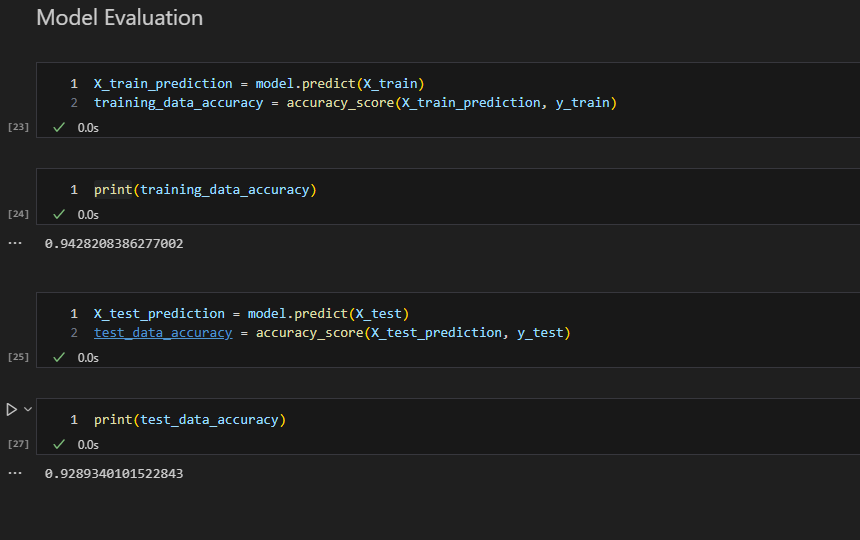 Model Evaluation
1 X_train_prediction = model.predict(X_train)
2 training_data_accuracy = accuracy_score(X_train_prediction, y_train)
[23] 0.0s
1 print(training_data_accuracy)
[24] 0.0s
... 0.9428208386277002
1 X_test_prediction = model.predict(X_test)
2 test_data_accuracy = accuracy_score(X_test_prediction, y_test)
[25] 0.0s
1 print(test_data_accuracy)
[27] 0.0s
... 0.9289340101522843